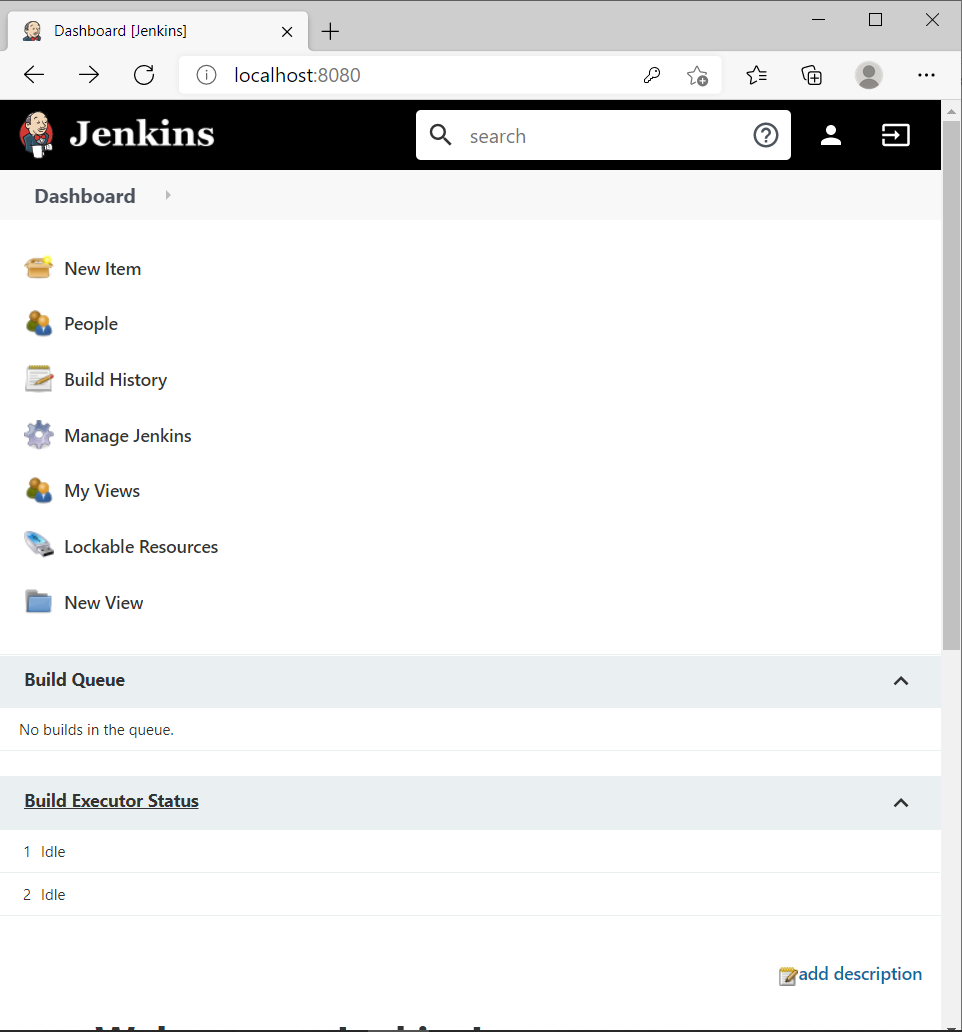 Dashboard [Jenkins]
localhost:8080
Jenkins
search
Dashboard
New Item
People
Build History
Manage Jenkins
My Views
Lockable Resources
New View
Build Queue
No builds in the queue.
Build Executor Status
1 Idle
2 Idle
add description